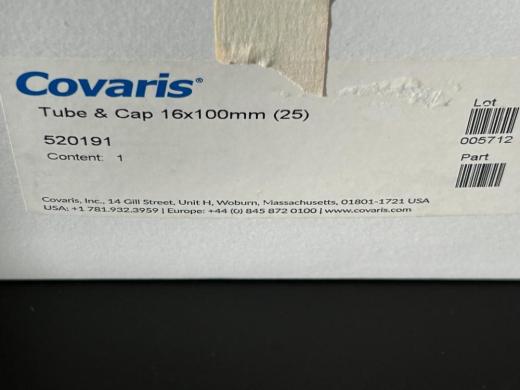 Covaris®
Tube & Cap 16x100mm (25)
520191
Content: 1
Lot
005712
Part
Covaris, Inc., 14 Gill Street, Unit H, Woburn, Massachusetts, 01801-1721 USA
USA: +1 781.932.3959 | Europe: +44 (0) 845 872 0100 | www.covaris.com